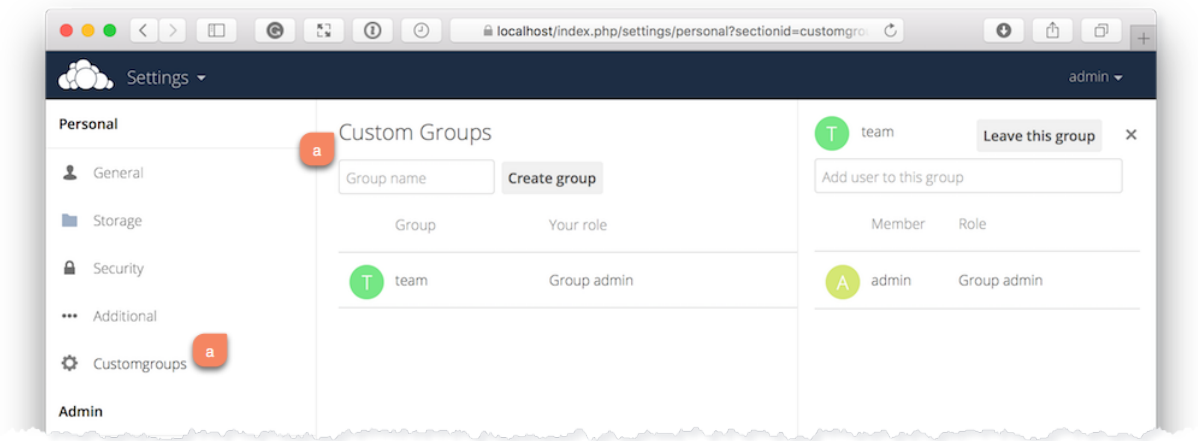 localhost/index.php/settings/personal?sectionid=customgro
Settings
admin
Personal
General
Storage
Security
Additional
Customgroups
a
Admin
a
Custom Groups
Group name
Create group
Group Your role
T team Group admin
T team
Leave this group
Add user to this group
Member Role
A admin Group admin